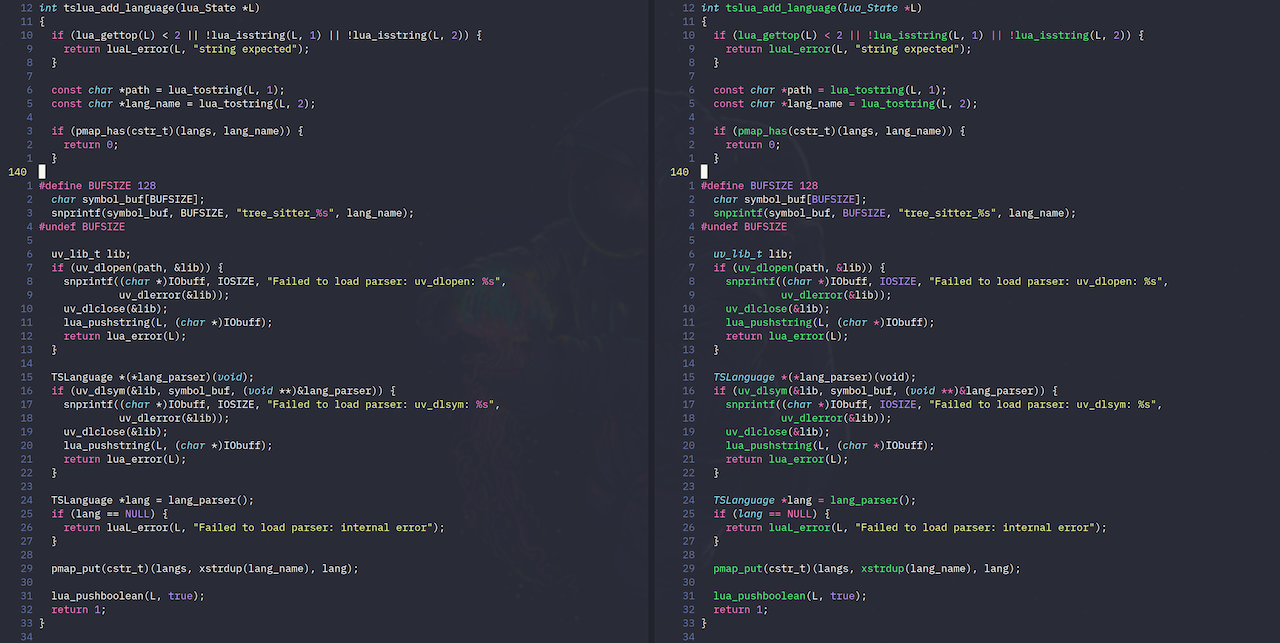 12 int tslua_add_language(lua_State *L)
11 {
10   if (lua_gettop(L) < 2 || !lua_isstring(L, 1) || !lua_isstring(L, 2)) {
9     return luaL_error(L, "string expected");
8   }
7
6   const char *path = lua_tostring(L, 1);
5   const char *lang_name = lua_tostring(L, 2);
4
3   if (pmap_has(cstr_t)(langs, lang_name)) {
2     return 0;
1   }
140
1 #define BUFSIZE 128
2   char symbol_buf[BUFSIZE];
3   snprintf(symbol_buf, BUFSIZE, "tree_sitter_%s", lang_name);
4 #undef BUFSIZE
5
6   uv_lib_t lib;
7   if (uv_dlopen(path, &lib)) {
8     snprintf((char *)IObuff, IOSIZE, "Failed to load parser: uv_dlopen: %s",
9              uv_dlerror(&lib));
10     uv_dlclose(&lib);
11     lua_pushstring(L, (char *)IObuff);
12     return lua_error(L);
13   }
14
15   TSLanguage *(*lang_parser)(void);
16   if (uv_dlsym(&lib, symbol_buf, (void **)&lang_parser)) {
17     snprintf((char *)IObuff, IOSIZE, "Failed to load parser: uv_dlsym: %s",
18              uv_dlerror(&lib));
19     uv_dlclose(&lib);
20     lua_pushstring(L, (char *)IObuff);
21     return lua_error(L);
22   }
23
24   TSLanguage *lang = lang_parser();
25   if (lang == NULL) {
26     return luaL_error(L, "Failed to load parser: internal error");
27   }
28
29   pmap_put(cstr_t)(langs, xstrdup(lang_name), lang);
30
31   lua_pushboolean(L, true);
32   return 1;
33 }
34
12 int tslua_add_language(lua_State *L)
11 {
10   if (lua_gettop(L) < 2 || !lua_isstring(L, 1) || !lua_isstring(L, 2)) {
9     return luaL_error(L, "string expected");
8   }
7
6   const char *path = lua_tostring(L, 1);
5   const char *lang_name = lua_tostring(L, 2);
4
3   if (pmap_has(cstr_t)(langs, lang_name)) {
2     return 0;
1   }
140
1 #define BUFSIZE 128
2   char symbol_buf[BUFSIZE];
3   snprintf(symbol_buf, BUFSIZE, "tree_sitter_%s", lang_name);
4 #undef BUFSIZE
5
6   uv_lib_t lib;
7   if (uv_dlopen(path, &lib)) {
8     snprintf((char *)IObuff, IOSIZE, "Failed to load parser: uv_dlopen: %s",
9              uv_dlerror(&lib));
10     uv_dlclose(&lib);
11     lua_pushstring(L, (char *)IObuff);
12     return lua_error(L);
13   }
14
15   TSLanguage *(*lang_parser)(void);
16   if (uv_dlsym(&lib, symbol_buf, (void **)&lang_parser)) {
17     snprintf((char *)IObuff, IOSIZE, "Failed to load parser: uv_dlsym: %s",
18              uv_dlerror(&lib));
19     uv_dlclose(&lib);
20     lua_pushstring(L, (char *)IObuff);
21     return lua_error(L);
22   }
23
24   TSLanguage *lang = lang_parser();
25   if (lang == NULL) {
26     return luaL_error(L, "Failed to load parser: internal error");
27   }
28
29   pmap_put(cstr_t)(langs, xstrdup(lang_name), lang);
30
31   lua_pushboolean(L, true);
32   return 1;
33 }
34